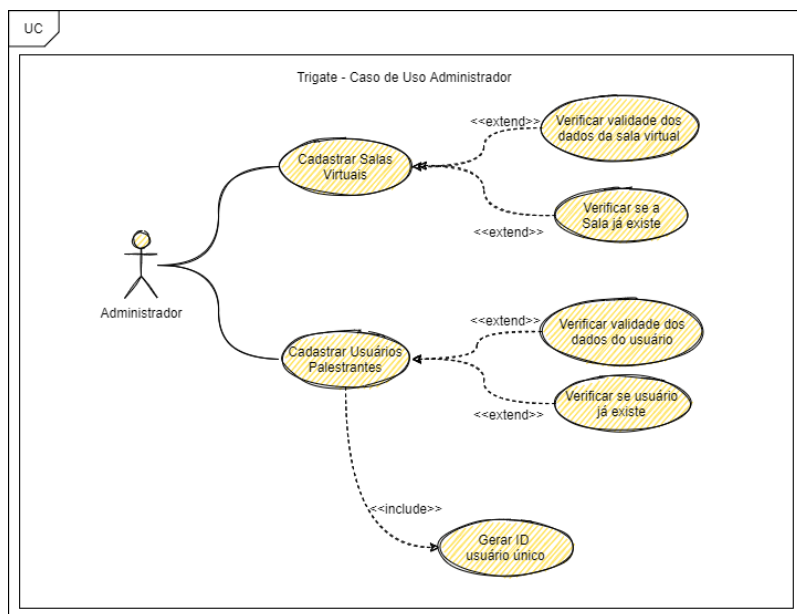 UC
Trigate - Caso de Uso Administrador
<<extend>>
Verificar validade dos
dados da sala virtual
Cadastrar Salas
Virtuais
Verificar se a
Sala já existe
<<extend>>
Administrador
<<extend>>
Verificar validade dos
dados do usuário
Cadastrar Usuários
Palestrantes
Verificar se usuário
já existe
<<extend>>
<<include>>
Gerar ID
usuário único